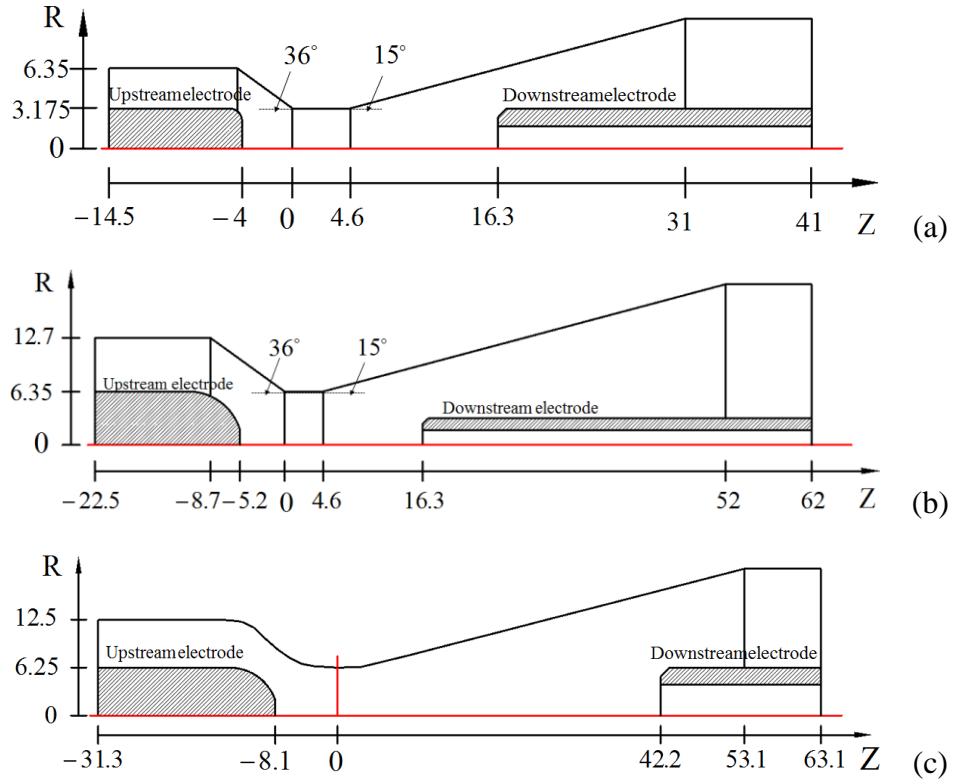 R
36° 15°
6.35
Upstreamelectrode Downstreamelectrode
3.175
0
−14.5 −4 0 4.6 16.3 31 41 Z (a)
R
12.7 36° 15°
6.35 Upstream electrode Downstream electrode
0
−22.5 −8.7 −5.2 0 4.6 16.3 52 62 Z (b)
R
12.5
6.25 Upstreamelectrode Downstreamelectrode
0
−31.3 −8.1 0 42.2 53.1 63.1 Z (c)